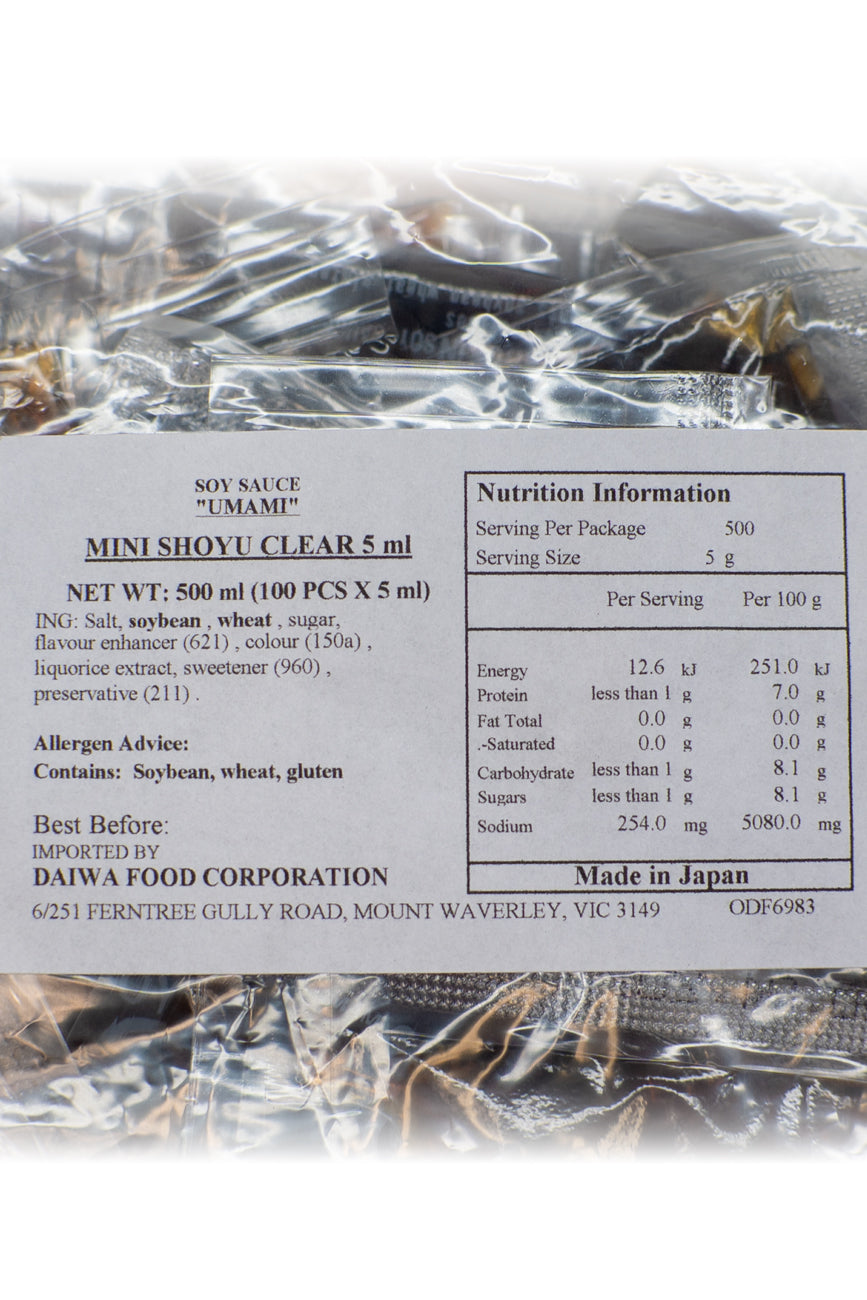 SOY SAUCE
"UMAMI"
MINI SHOYU CLEAR 5 ml
NET WT: 500 ml (100 PCS X 5 ml)
ING: Salt, soybean , wheat , sugar,
flavour enhancer (621) , colour (150a) ,
liquorice extract, sweetener (960) ,
preservative (211) .
Allergen Advice:
Contains: Soybean, wheat, gluten
Best Before:
IMPORTED BY
DAIWA FOOD CORPORATION
6/251 FERNTREE GULLY ROAD, MOUNT WAVERLEY, VIC 3149
Nutrition Information
Serving Per Package 500
Serving Size 5 g
Per Serving Per 100 g
Energy 12.6 kJ 251.0 kJ
Protein less than 1 g 7.0 g
Fat Total 0.0 g 0.0 g
.-Saturated 0.0 g 0.0 g
Carbohydrate less than 1 g 8.1 g
Sugars less than 1 g 8.1 g
Sodium 254.0 mg 5080.0 mg
Made in Japan
ODF6983